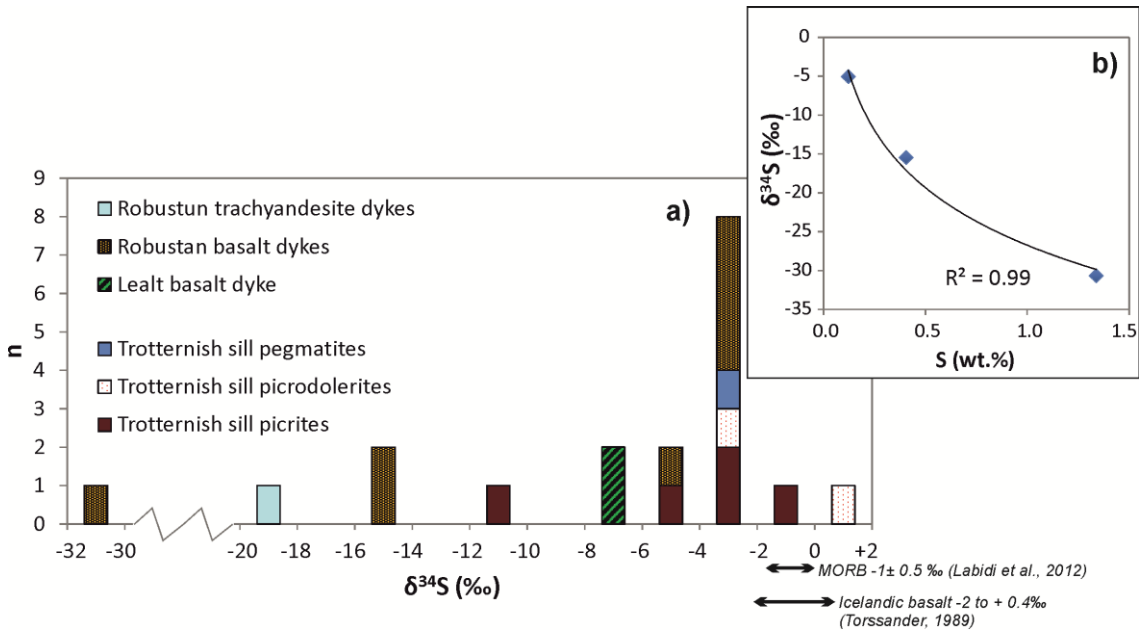 a)
n
9
8
7
6
5
4
3
2
1
0
Robustun trachyandesite dykes
Robustan basalt dykes
Lealt basalt dyke
Trotternish sill pegmatites
Trotternish sill picrodolerites
Trotternish sill picrites
-32 -30 -20 -18 -16 -14 -12 -10 -8 -6 -4 -2 0 +2
δ³⁴S (‰)
MORB -1± 0.5 ‰ (Labidi et al., 2012)
Icelandic basalt -2 to + 0.4‰
(Torssander, 1989)
b)
δ³⁴S (‰)
0
-5
-10
-15
-20
-25
-30
-35
R² = 0.99
0.0 0.5 1.0 1.5
S (wt.%)